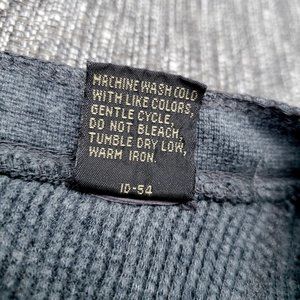 MACHINE WASH COLD
WITH LIKE COLORS,
GENTLE CYCLE,
DO NOT BLEACH,
TUMBLE DRY LOW,
WARM IRON.
ID-54